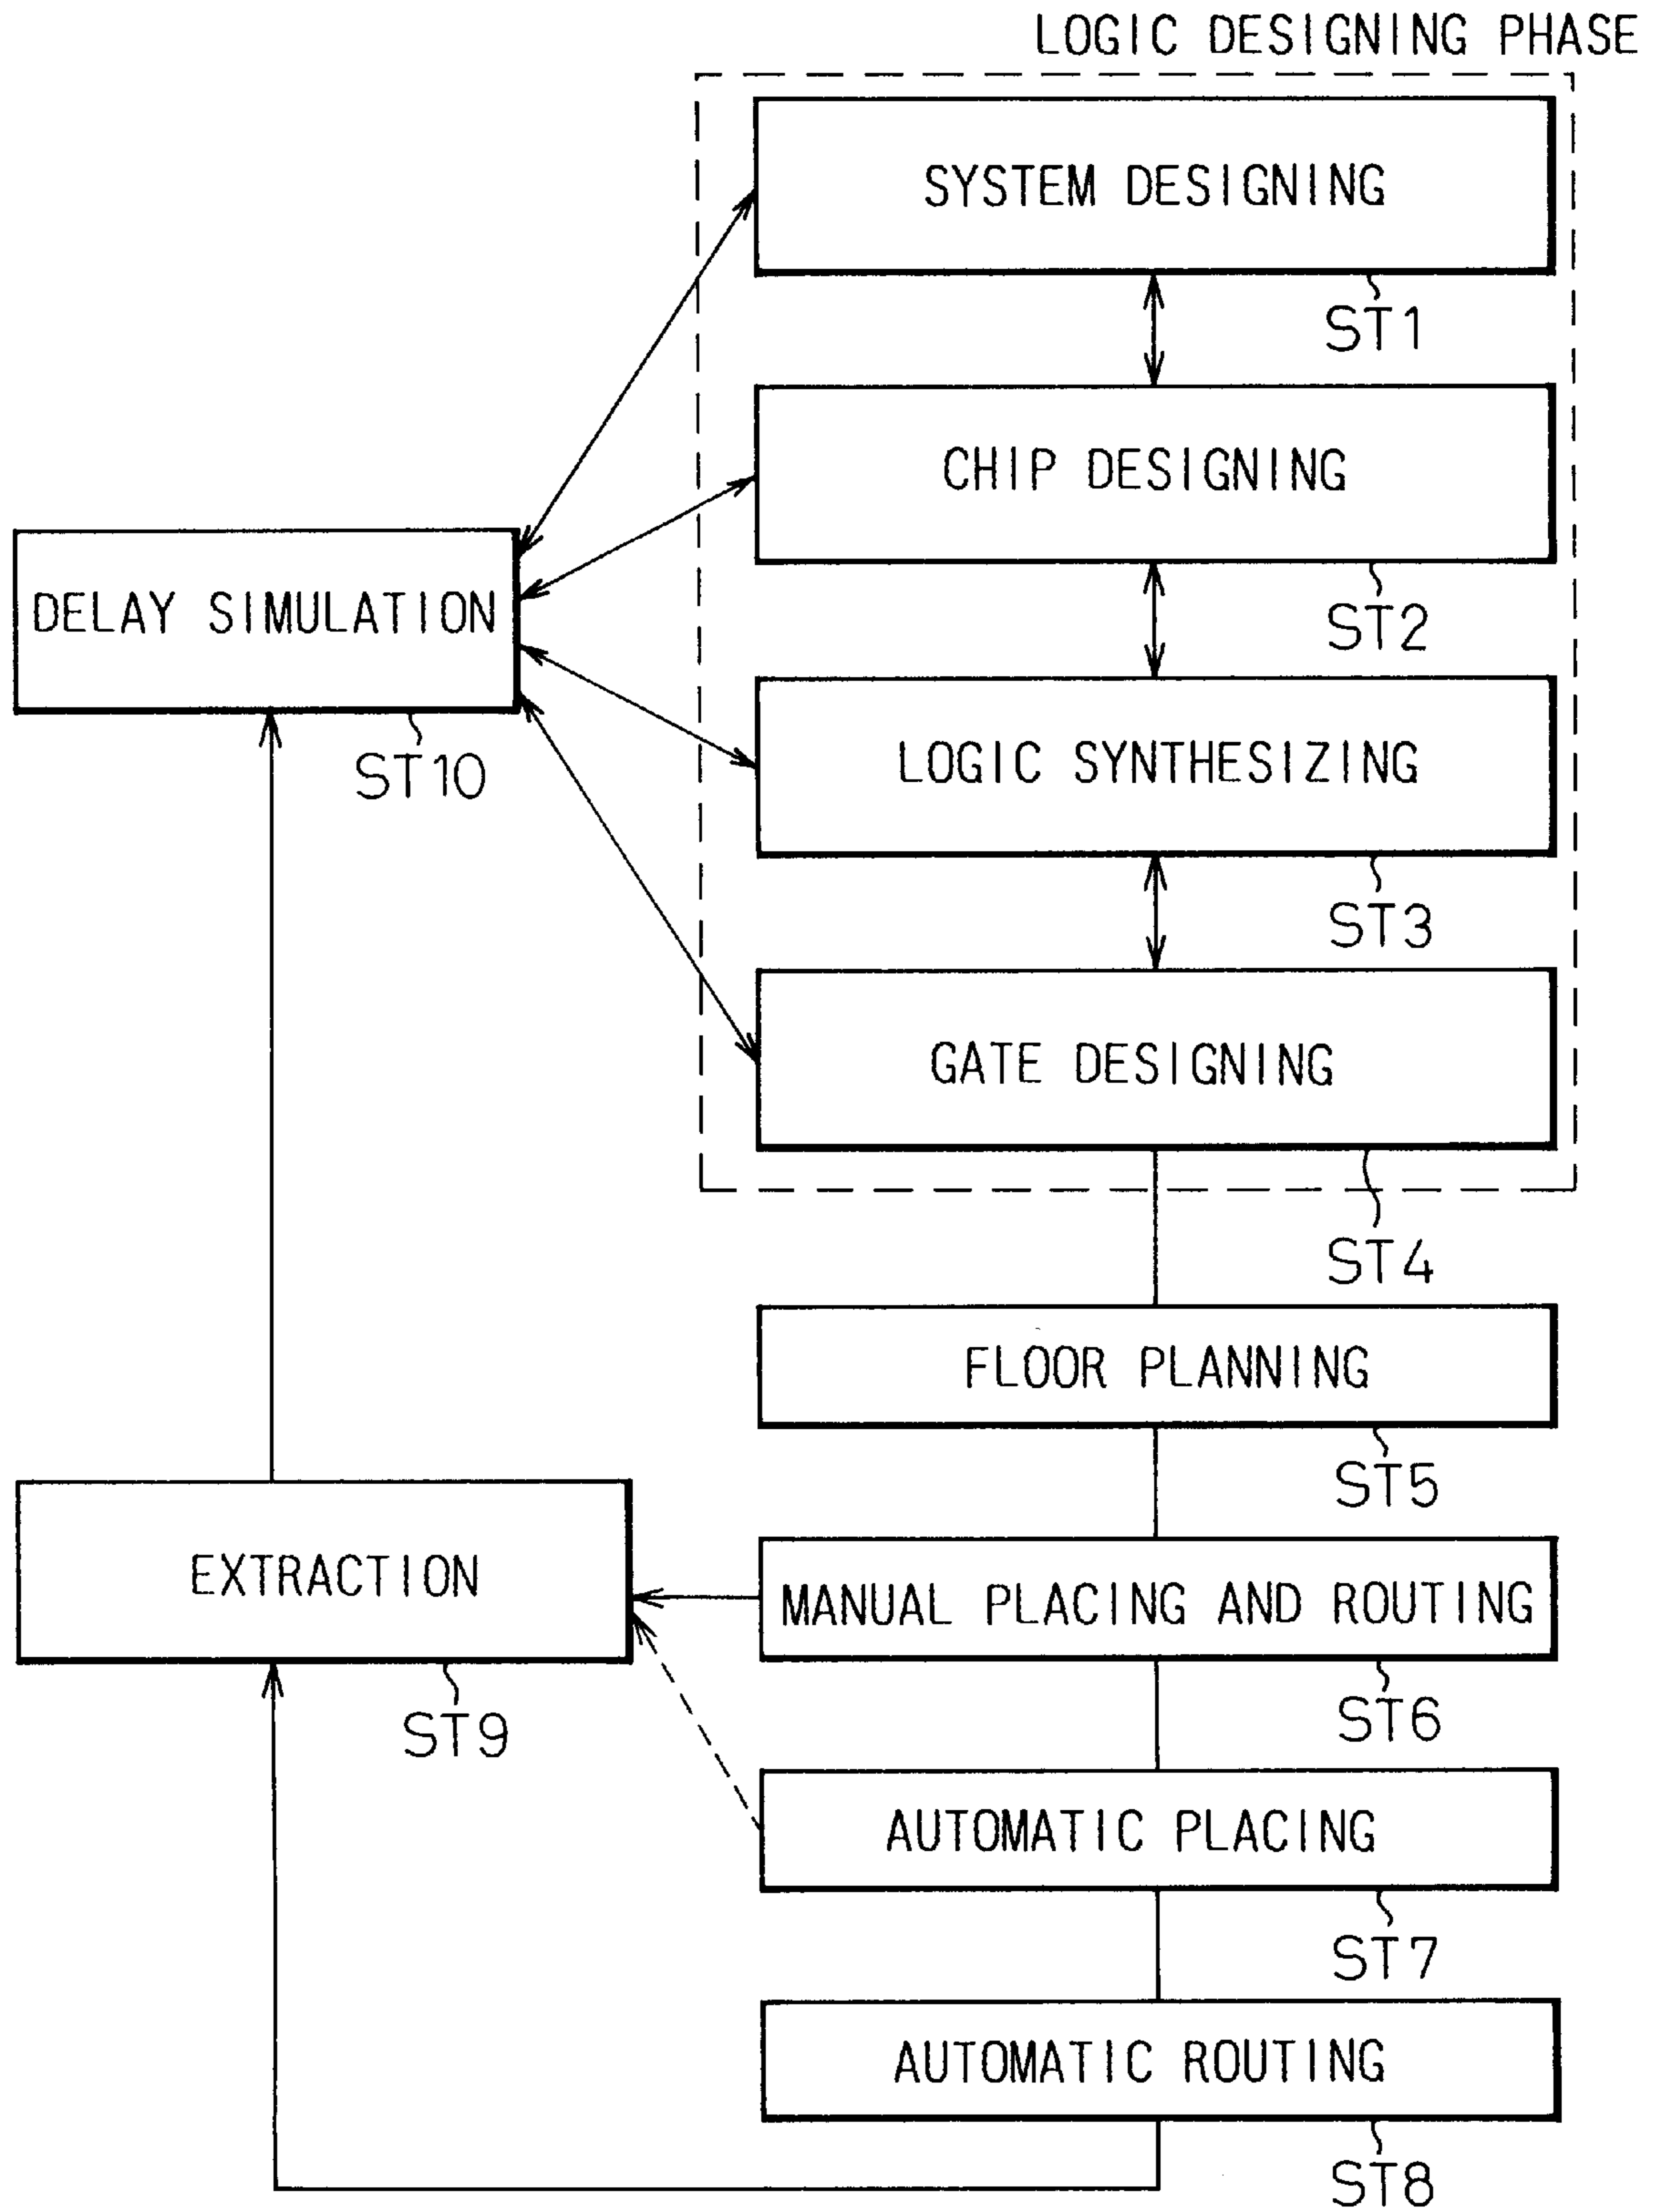 LOGIC DESIGNING PHASE
SYSTEM DESIGNING
ST1
CHIP DESIGNING
ST2
DELAY SIMULATION
ST10
LOGIC SYNTHESIZING
ST3
GATE DESIGNING
ST4
FLOOR PLANNING
ST5
EXTRACTION
ST9
MANUAL PLACING AND ROUTING
ST6
AUTOMATIC PLACING
ST7
AUTOMATIC ROUTING
ST8